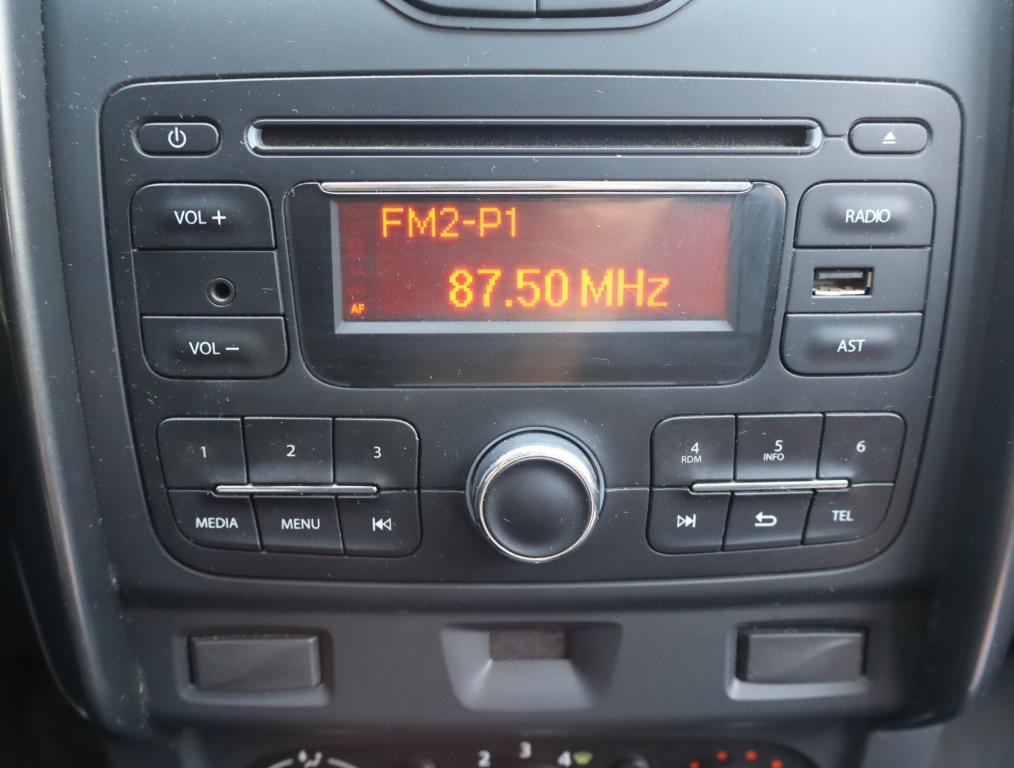 VOL +
FM2-P1
RADIO
87.50 MHz
AF
VOL −
AST
1
2
3
4
RDM
5
INFO
6
MEDIA
MENU
TEL
2
3
4